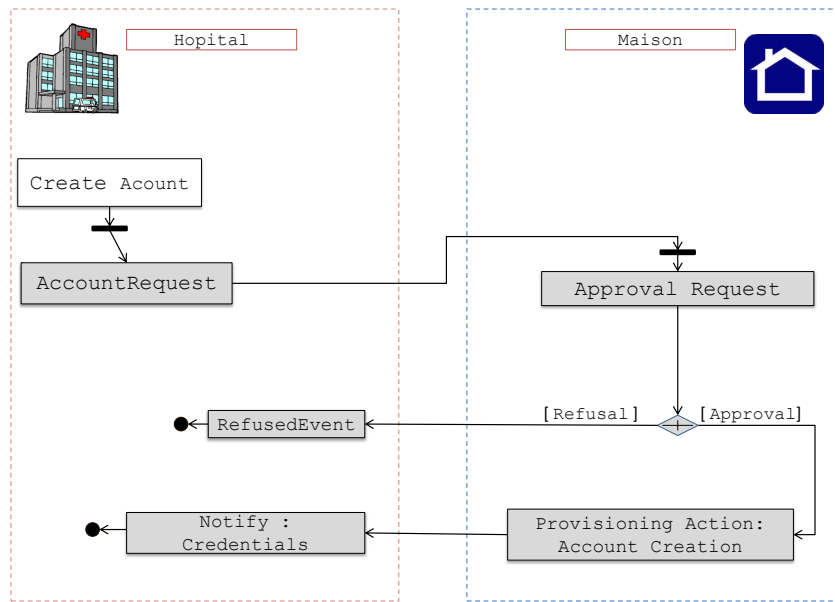 Hopital
Maison
Create Acount
AccountRequest
Approval Request
[Refusal]
[Approval]
RefusedEvent
Notify :
Credentials
Provisioning Action:
Account Creation